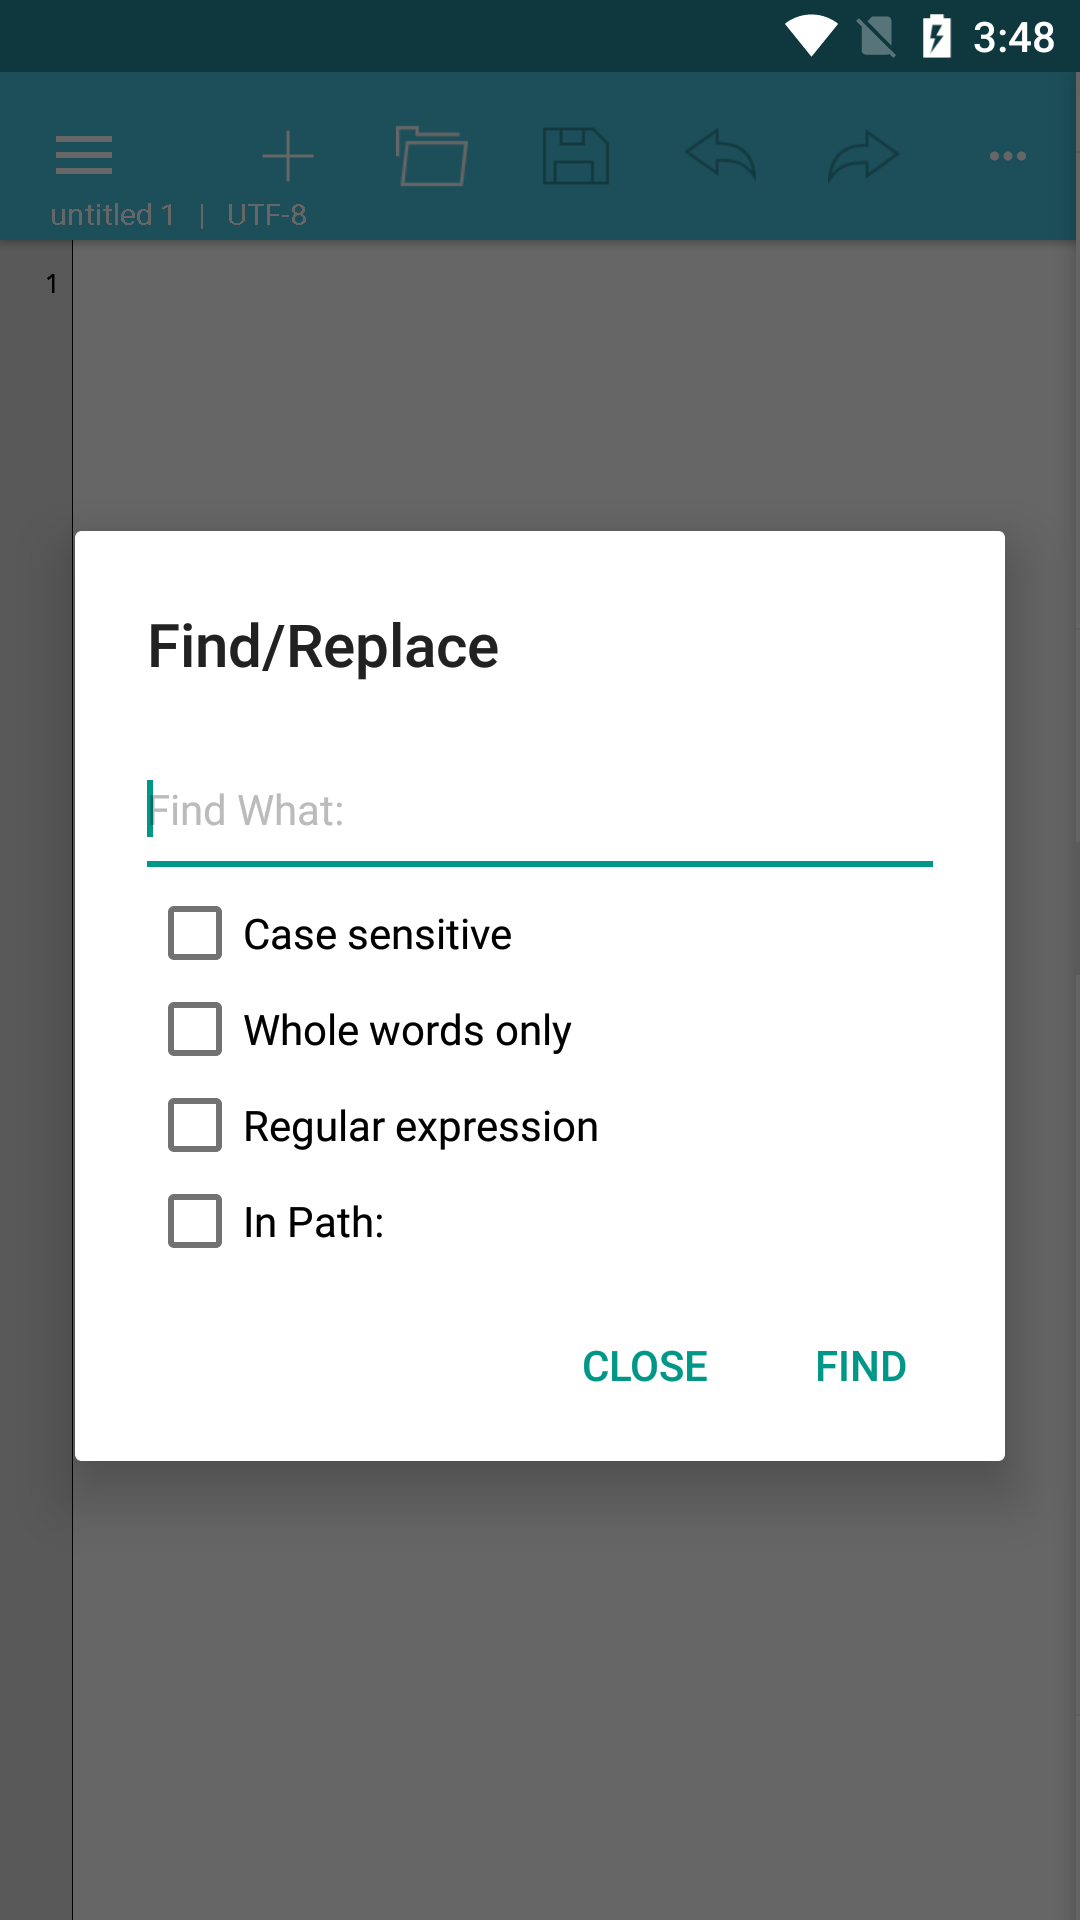 3:48
untitled 1 | UTF-8
1
Find/Replace
Find What:
Case sensitive
Whole words only
Regular expression
In Path:
CLOSE FIND